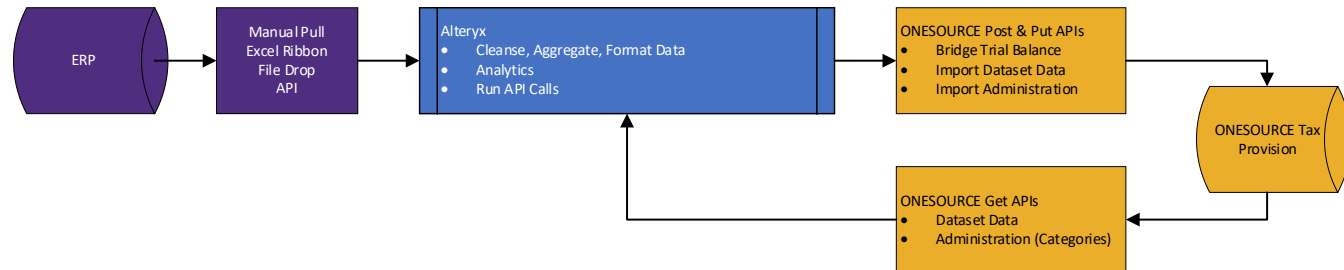 ERP
Manual Pull
Excel Ribbon
File Drop
API
Alteryx
• Cleanse, Aggregate, Format Data
• Analytics
• Run API Calls
ONESOURCE Post & Put APIs
• Bridge Trial Balance
• Import Dataset Data
• Import Administration
ONESOURCE Tax
Provision
ONESOURCE Get APIs
• Dataset Data
• Administration (Categories)